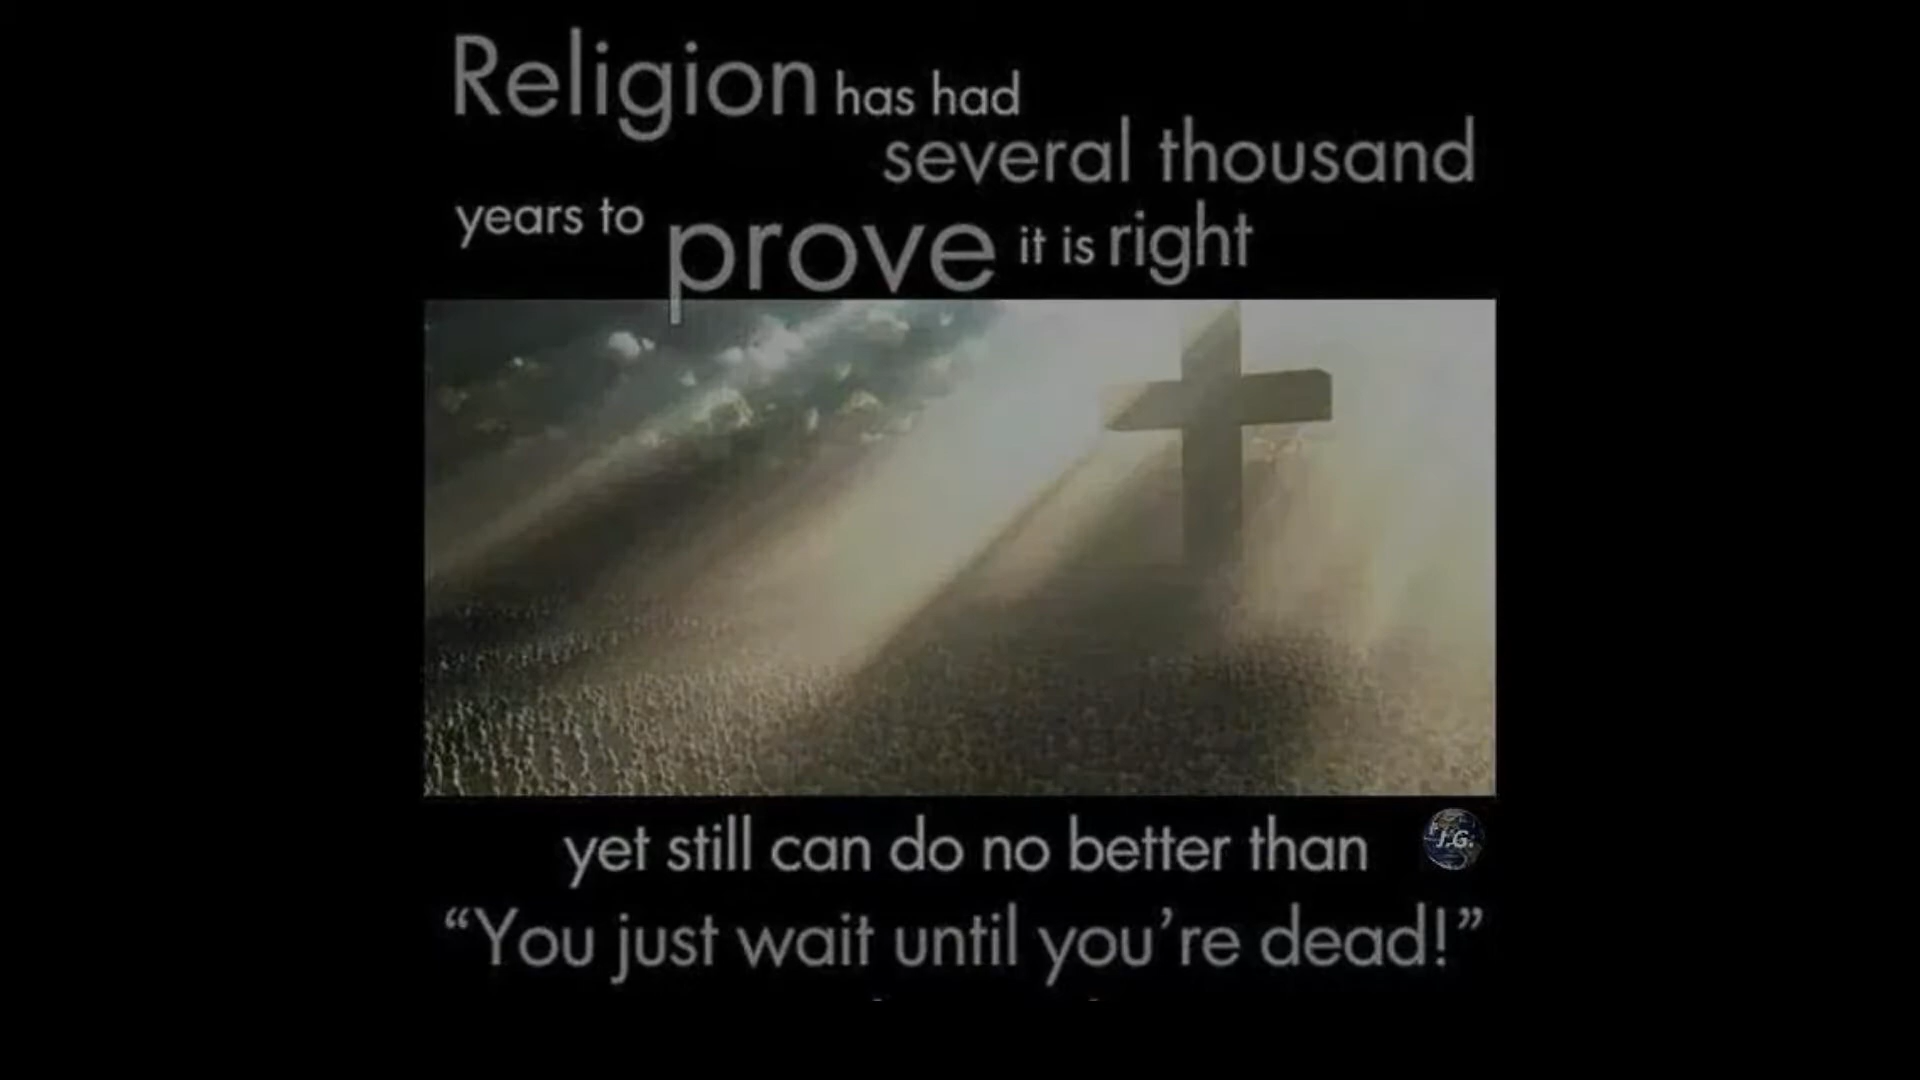 Religion has had
several thousand
years to prove it is right
yet still can do no better than
J.G.
“You just wait until you're dead!”